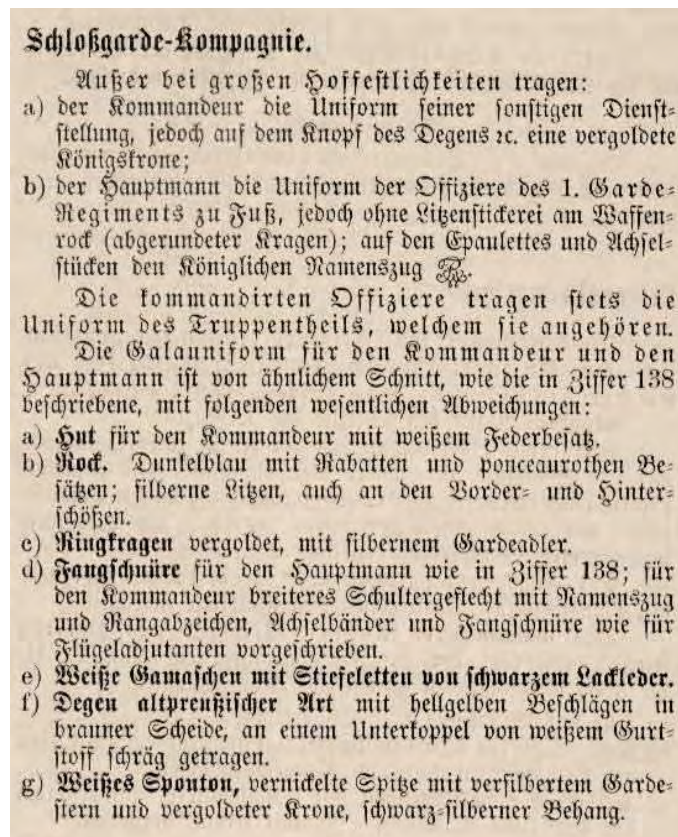 Schloßgarde-Kompagnie.
Außer bei großen Hoffestlichkeiten tragen:
a) der Kommandeur die Uniform seiner sonstigen Dienst-
stellung, jedoch auf dem Knopf des Degens ꝛc. eine vergoldete
Königskrone;
b) der Hauptmann die Uniform der Offiziere des 1. Garde-
Regiments zu Fuß, jedoch ohne Litzenstickerei am Waffen-
rock (abgerundeter Kragen); auf den Epaulettes und Achsel-
stücken den Königlichen Namenszug .
Die kommandirten Offiziere tragen stets die
Uniform des Truppentheils, welchem sie angehören.
Die Galauniform für den Kommandeur und den
Hauptmann ist von ähnlichem Schnitt, wie die in Ziffer 138
beschriebene, mit folgenden wesentlichen Abweichungen:
a) Hut für den Kommandeur mit weißem Federbesatz.
b) Rock. Dunkelblau mit Rabatten und ponceaurothen Be-
sätzen; silberne Litzen, auch an den Vorder- und Hinter-
schößen.
c) Ringkragen vergoldet, mit silbernem Gardeadler.
d) Fangschnüre für den Hauptmann wie in Ziffer 138; für
den Kommandeur breiteres Schultergeflecht mit Namenszug
und Rangabzeichen, Achselbänder und Fangschnüre wie für
Flügeladjutanten vorgeschrieben.
e) Weiße Gamaschen mit Stiefeletten von schwarzem Lackleder.
f) Degen altpreußischer Art mit hellgelben Beschlägen in
brauner Scheide, an einem Unterkoppel von weißem Gurt-
stoff schräg getragen.
g) Weißes Sponton, vernickelte Spitze mit versilbertem Garde-
stern und vergoldeter Krone, schwarz-silberner Behang.